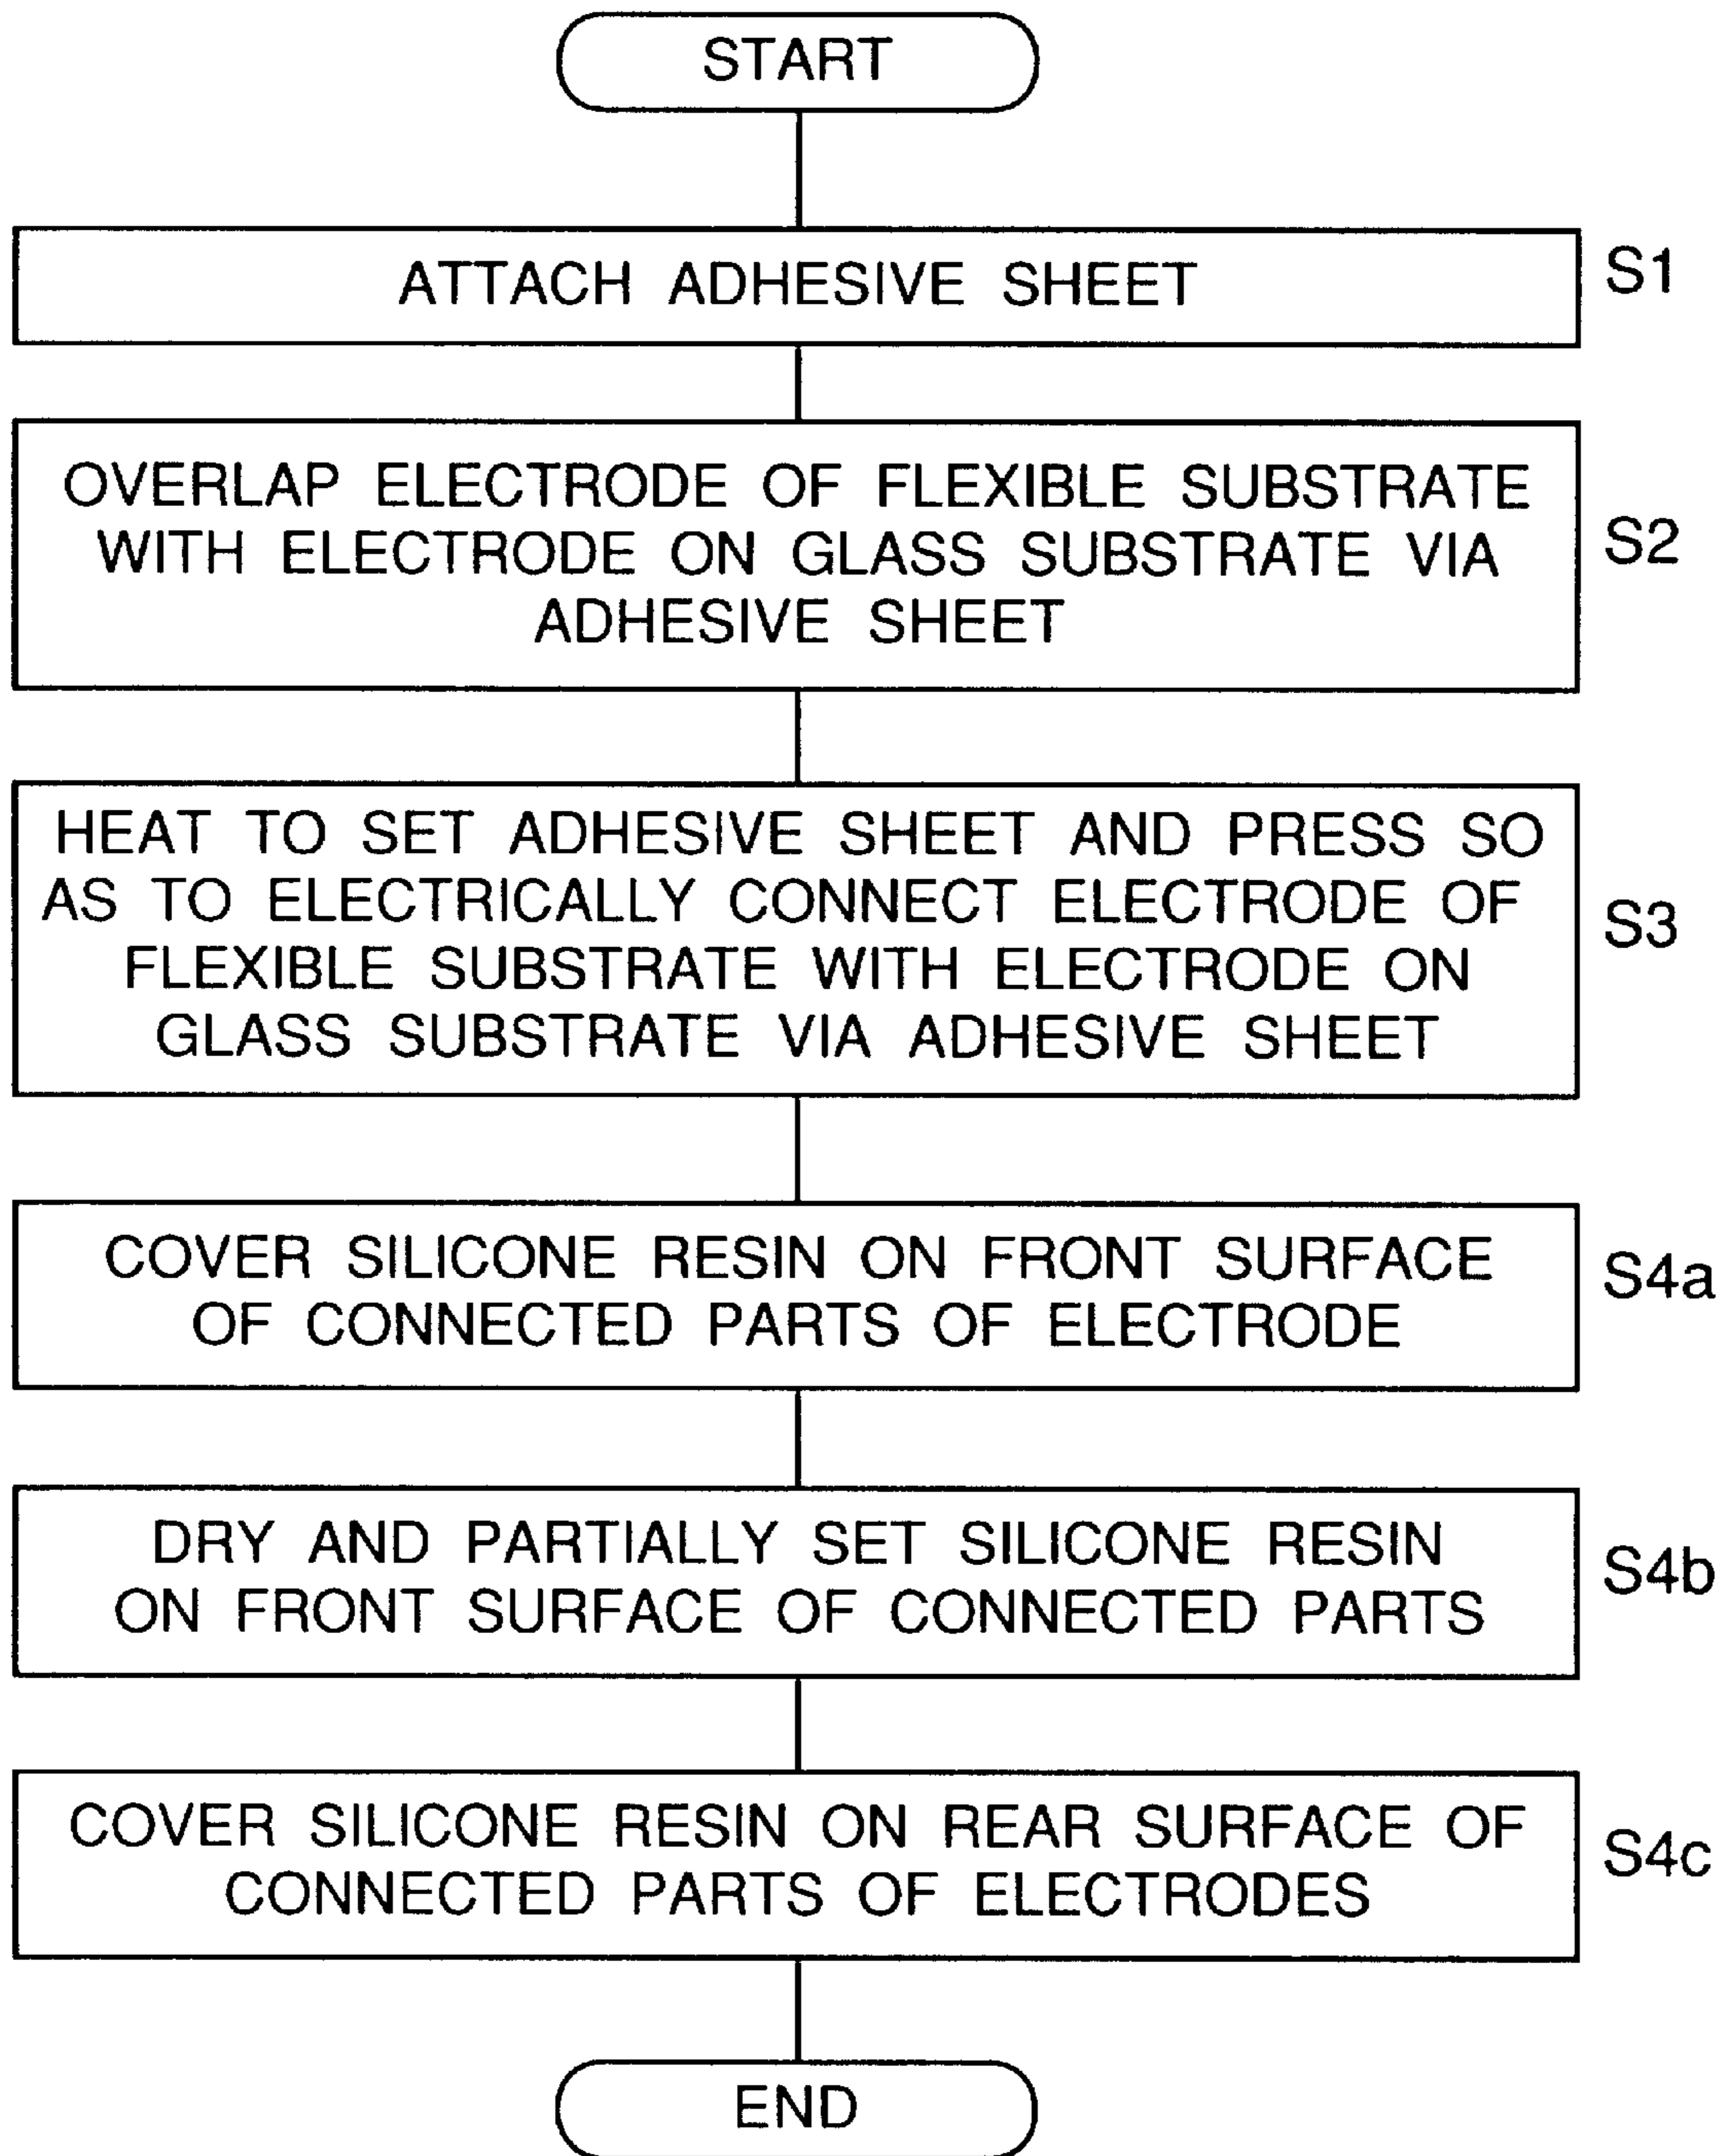 START
ATTACH ADHESIVE SHEET
S1
OVERLAP ELECTRODE OF FLEXIBLE SUBSTRATE
WITH ELECTRODE ON GLASS SUBSTRATE VIA
ADHESIVE SHEET
S2
HEAT TO SET ADHESIVE SHEET AND PRESS SO
AS TO ELECTRICALLY CONNECT ELECTRODE OF
FLEXIBLE SUBSTRATE WITH ELECTRODE ON
GLASS SUBSTRATE VIA ADHESIVE SHEET
S3
COVER SILICONE RESIN ON FRONT SURFACE
OF CONNECTED PARTS OF ELECTRODE
S4a
DRY AND PARTIALLY SET SILICONE RESIN
ON FRONT SURFACE OF CONNECTED PARTS
S4b
COVER SILICONE RESIN ON REAR SURFACE OF
CONNECTED PARTS OF ELECTRODES
S4c
END